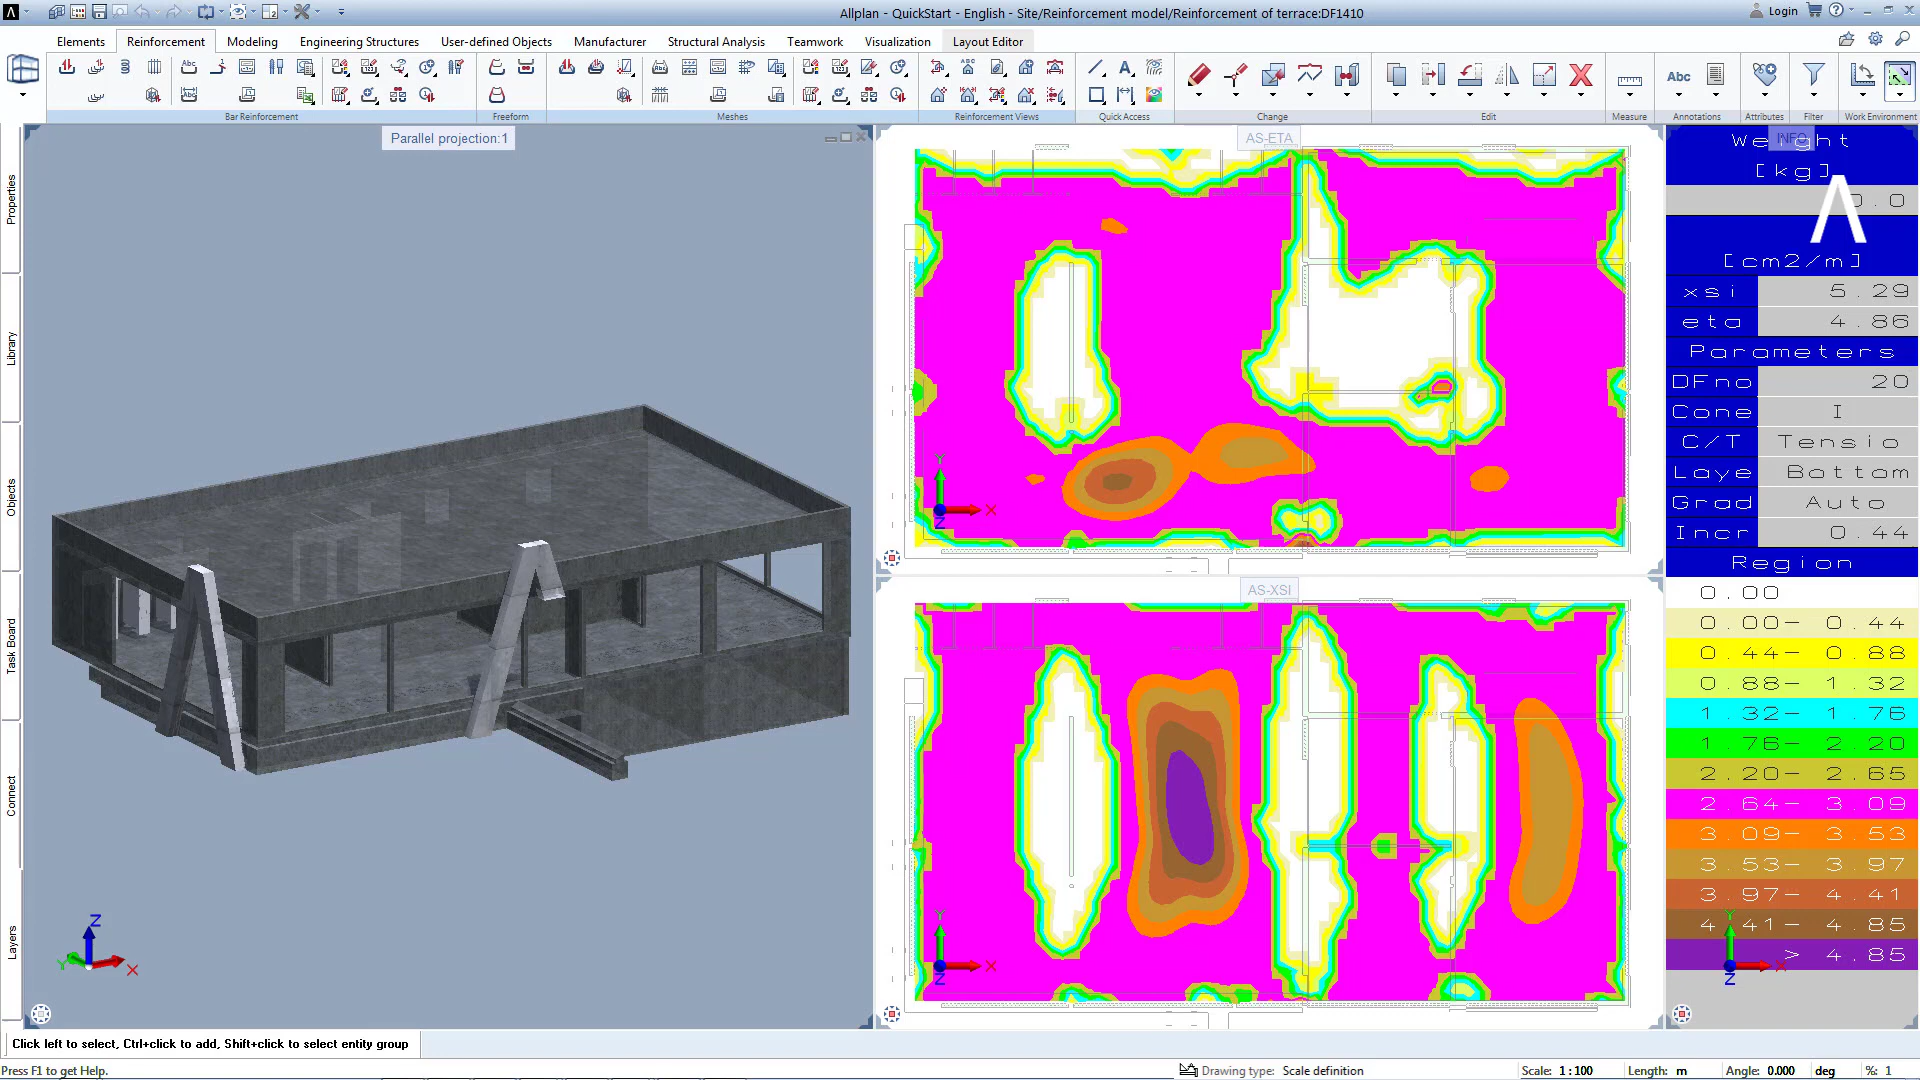 Allplan - QuickStart - English - Site/Reinforcement model/Reinforcement of terrace:DF1410
Login
Elements
Reinforcement
Modeling
Engineering Structures
User-defined Objects
Manufacturer
Structural Analysis
Teamwork
Visualization
Layout Editor
Abc
Bar Reinforcement
Freeform
Meshes
Reinforcement Views
Quick Access
Change
Edit
Measure
Annotations
Attributes
Filter
Work Environment
Properties
Library
Objects
Task Board
Connect
Layers
Parallel projection:1
Z
Y
X
AS-ETA
Y
X
Z
AS-XSI
Y
X
Z
INFO
Weight
[kg]
0.0
[cm2/m]
xsi 5.29
eta 4.86
Parameters
DFno 20
Cone I
C/T Tensio
Laye Bottom
Grad Auto
Incr 0.44
Region
0.00
0.00- 0.44
0.44- 0.88
0.88- 1.32
1.32- 1.76
1.76- 2.20
2.20- 2.65
2.64- 3.09
3.09- 3.53
3.53- 3.97
3.97- 4.41
4.41- 4.85
> 4.85
Y
X
Z
Click left to select, Ctrl+click to add, Shift+click to select entity group
Press F1 to get Help.
Drawing type: Scale definition
Scale: 1 : 100
Length: m
Angle: 0.000 deg
%: 1